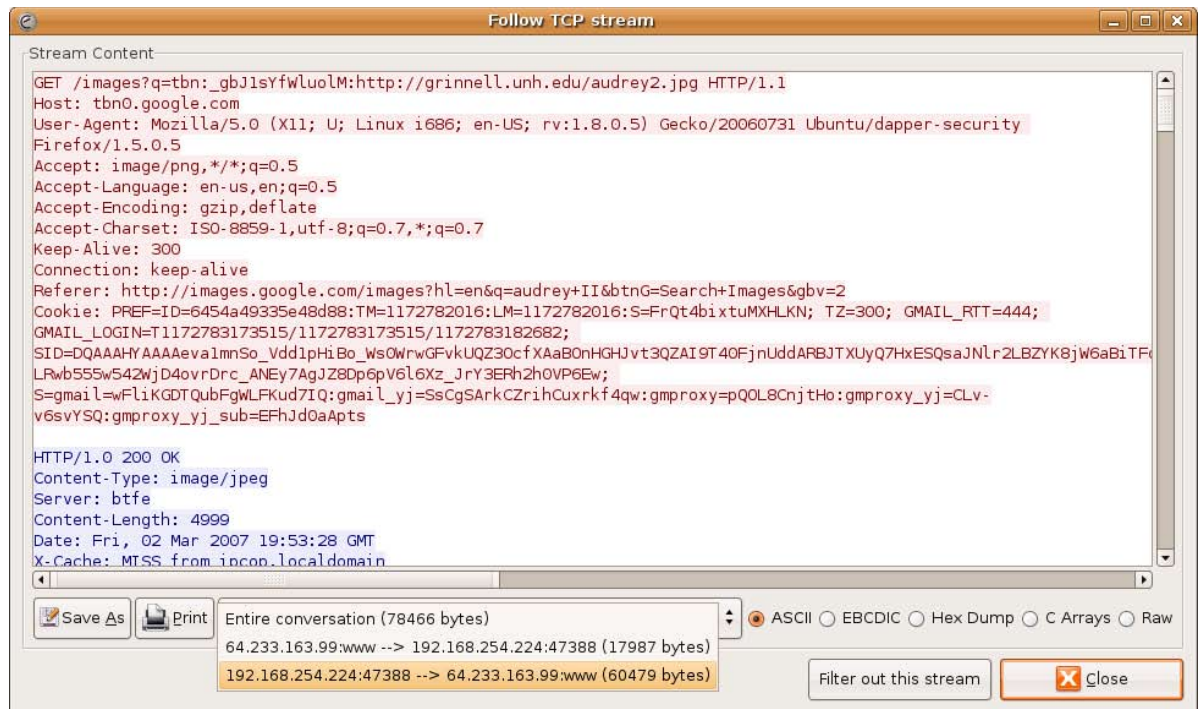 Follow TCP stream
Stream Content
GET /images?q=tbn:_gbJ1sYfWluolM:http://grinnell.unh.edu/audrey2.jpg HTTP/1.1
Host: tbn0.google.com
User-Agent: Mozilla/5.0 (X11; U; Linux i686; en-US; rv:1.8.0.5) Gecko/20060731 Ubuntu/dapper-security
Firefox/1.5.0.5
Accept: image/png,*/*;q=0.5
Accept-Language: en-us,en;q=0.5
Accept-Encoding: gzip,deflate
Accept-Charset: ISO-8859-1,utf-8;q=0.7,*;q=0.7
Keep-Alive: 300
Connection: keep-alive
Referer: http://images.google.com/images?hl=en&q=audrey+II&btnG=Search+Images&gbv=2
Cookie: PREF=ID=6454a49335e48d88:TM=1172782016:LM=1172782016:S=FrQt4bixtuMXHLKN; TZ=300; GMAIL_RTT=444;
GMAIL_LOGIN=T1172783173515/1172783173515/1172783182682;
SID=DQAAAHYAAAAeva1mnSo_Vdd1pHiBo_WsOWrwGFvkUQZ3OcfXAaBOnHGHJvt3QZAI9T4OFjnUddARBJTXUyQ7HxESQsaJNlr2LBZYK8jW6aBiTF
LRwb555w542WjD4ovrDrc_ANEy7AgJZ8Dp6pV6l6Xz_JrY3ERh2h0VP6Ew;
S=gmail=wFliKGDTQubFgWLFKud7IQ:gmail_yj=SsCgSArkCZrihCuxrkf4qw:gmproxy=pQOL8CnjtHo:gmproxy_yj=CLv-
v6svYSQ:gmproxy_yj_sub=EFhJdOaApts
HTTP/1.0 200 OK
Content-Type: image/jpeg
Server: btfe
Content-Length: 4999
Date: Fri, 02 Mar 2007 19:53:28 GMT
X-Cache: MISS from ipcop.localdomain
Save As Print Entire conversation (78466 bytes) ASCII EBCDIC Hex Dump C Arrays Raw
64.233.163.99:www --> 192.168.254.224:47388 (17987 bytes)
192.168.254.224:47388 --> 64.233.163.99:www (60479 bytes)
Filter out this stream Close